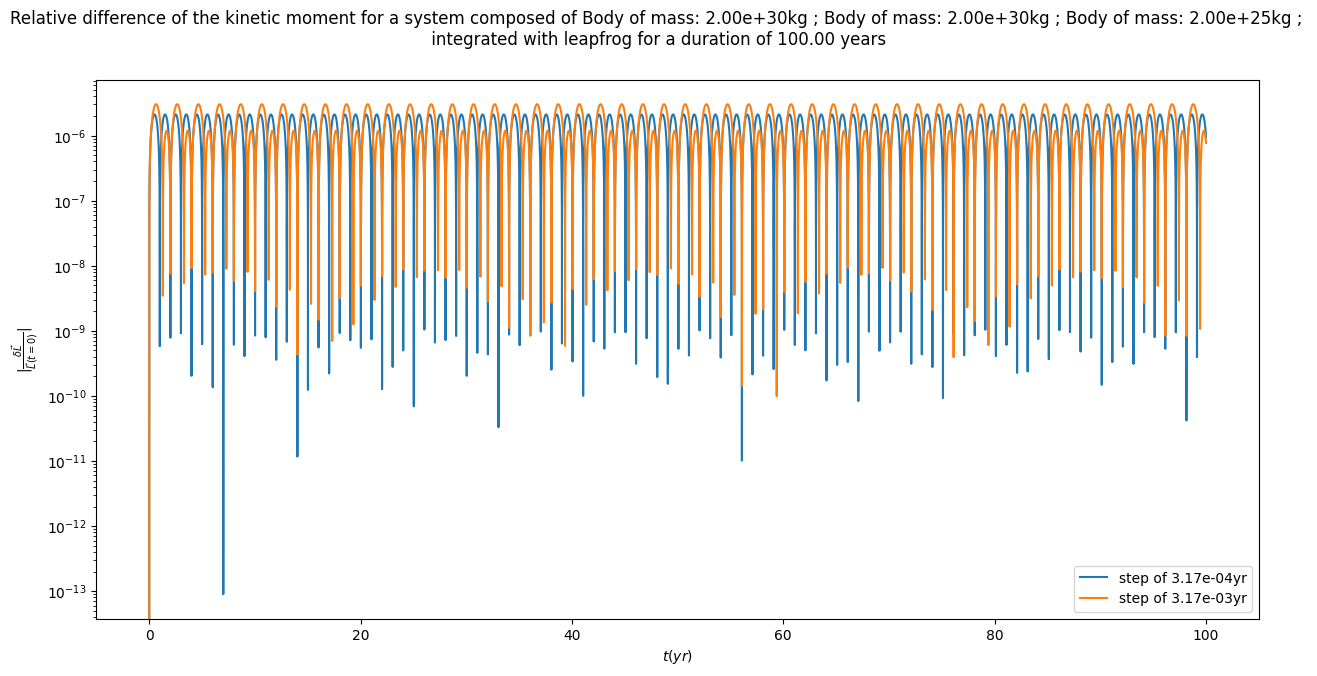 Relative difference of the kinetic moment for a system composed of Body of mass: 2.00e+30kg ; Body of mass: 2.00e+30kg ; Body of mass: 2.00e+25kg ;
integrated with leapfrog for a duration of 100.00 years
10⁻⁶
10⁻⁷
10⁻⁸
10⁻⁹
10⁻¹⁰
10⁻¹¹
10⁻¹²
10⁻¹³
|δL⃗/L⃗(t=0)|
step of 3.17e-04yr
step of 3.17e-03yr
0 20 40 60 80 100
t(yr)